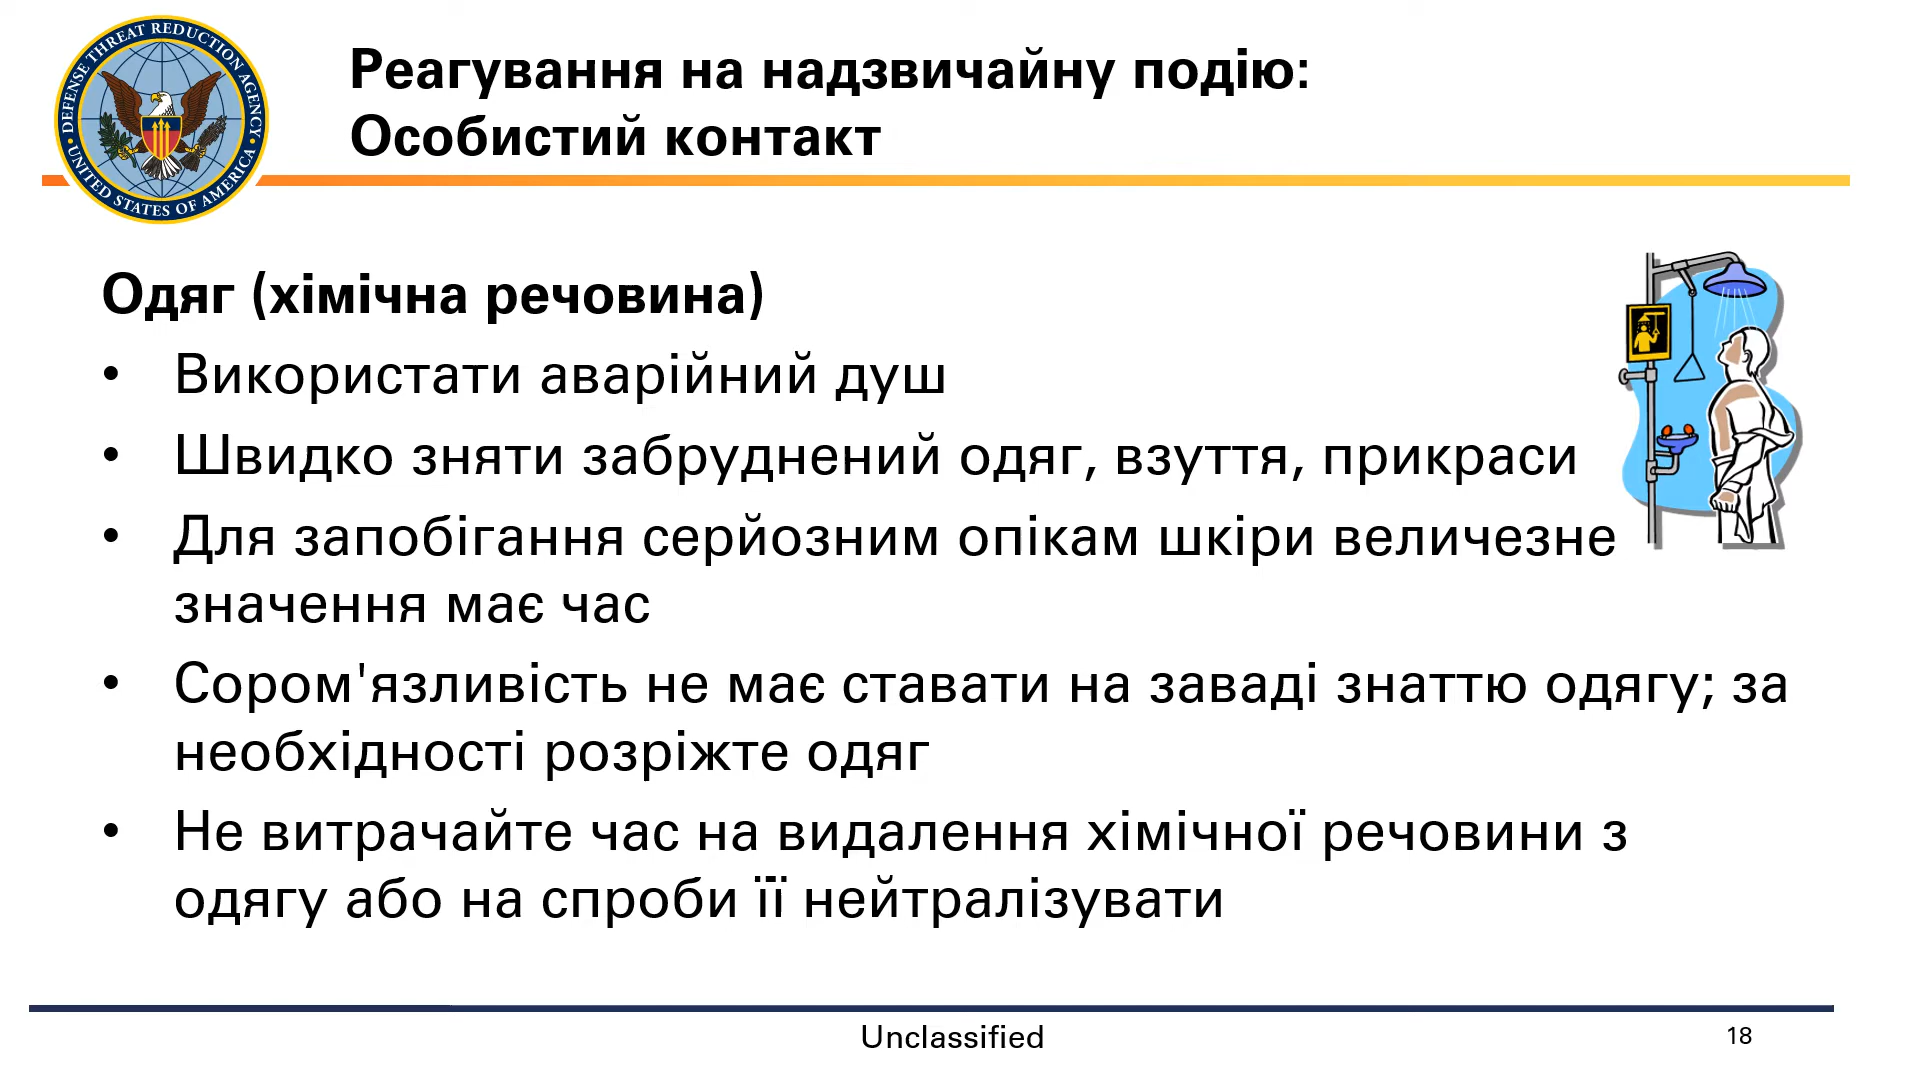 DEFENSE THREAT REDUCTION AGENCY
UNITED STATES OF AMERICA
Реагування на надзвичайну подію:
Особистий контакт
Одяг (хімічна речовина)
• Використати аварійний душ
• Швидко зняти забруднений одяг, взуття, прикраси
• Для запобігання серйозним опікам шкіри величезне
значення має час
• Сором'язливість не має ставати на заваді знаттю одягу; за
необхідності розріжте одяг
• Не витрачайте час на видалення хімічної речовини з
одягу або на спроби її нейтралізувати
Unclassified
18